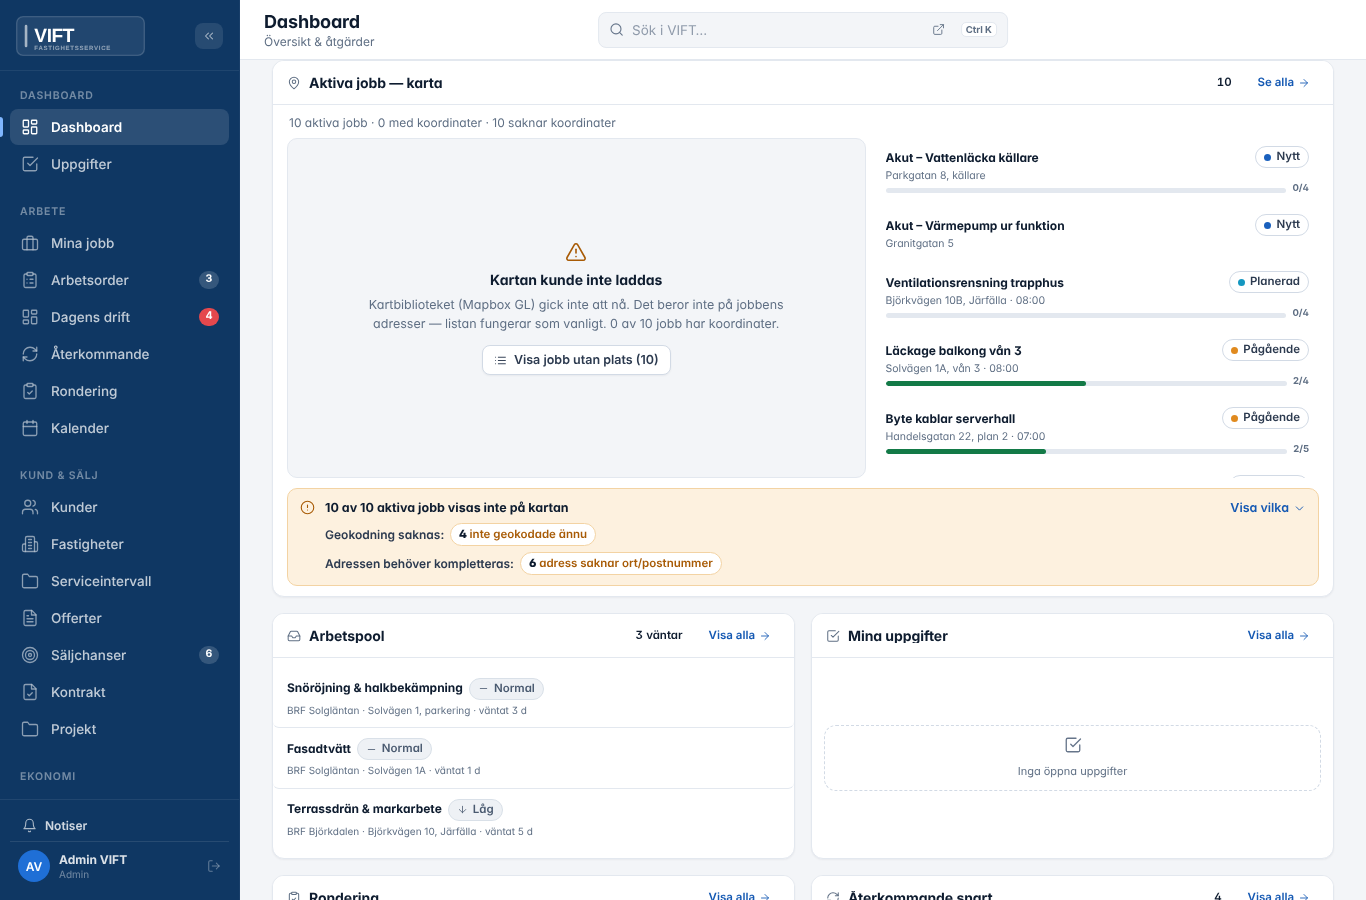 VIFT
FASTIGHETSSERVICE
DASHBOARD
Dashboard
Uppgifter
ARBETE
Mina jobb
Arbetsorder 3
Dagens drift 4
Återkommande
Rondering
Kalender
KUND & SÄLJ
Kunder
Fastigheter
Serviceintervall
Offerter
Säljchanser 6
Kontrakt
Projekt
EKONOMI
Notiser
AV
Admin VIFT
Admin
Dashboard
Översikt & åtgärder
Sök i VIFT... Ctrl K
Aktiva jobb — karta 10 Se alla →
10 aktiva jobb · 0 med koordinater · 10 saknar koordinater
Kartan kunde inte laddas
Kartbiblioteket (Mapbox GL) gick inte att nå. Det beror inte på jobbens
adresser — listan fungerar som vanligt. 0 av 10 jobb har koordinater.
Visa jobb utan plats (10)
Akut – Vattenläcka källare Nytt
Parkgatan 8, källare
0/4
Akut – Värmepump ur funktion Nytt
Granitgatan 5
Ventilationsrensning trapphus Planerad
Björkvägen 10B, Järfälla · 08:00
0/4
Läckage balkong vån 3 Pågående
Solvägen 1A, vån 3 · 08:00
2/4
Byte kablar serverhall Pågående
Handelsgatan 22, plan 2 · 07:00
2/5
10 av 10 aktiva jobb visas inte på kartan Visa vilka
Geokodning saknas: 4 inte geokodade ännu
Adressen behöver kompletteras: 6 adress saknar ort/postnummer
Arbetspool 3 väntar Visa alla →
Snöröjning & halkbekämpning — Normal
BRF Solgläntan · Solvägen 1, parkering · väntat 3 d
Fasadtvätt — Normal
BRF Solgläntan · Solvägen 1A · väntat 1 d
Terrassdrän & markarbete ↓ Låg
BRF Björkdalen · Björkvägen 10, Järfälla · väntat 5 d
Mina uppgifter Visa alla →
Inga öppna uppgifter
Rondering Visa alla →
Återkommande snart 4 Visa alla →